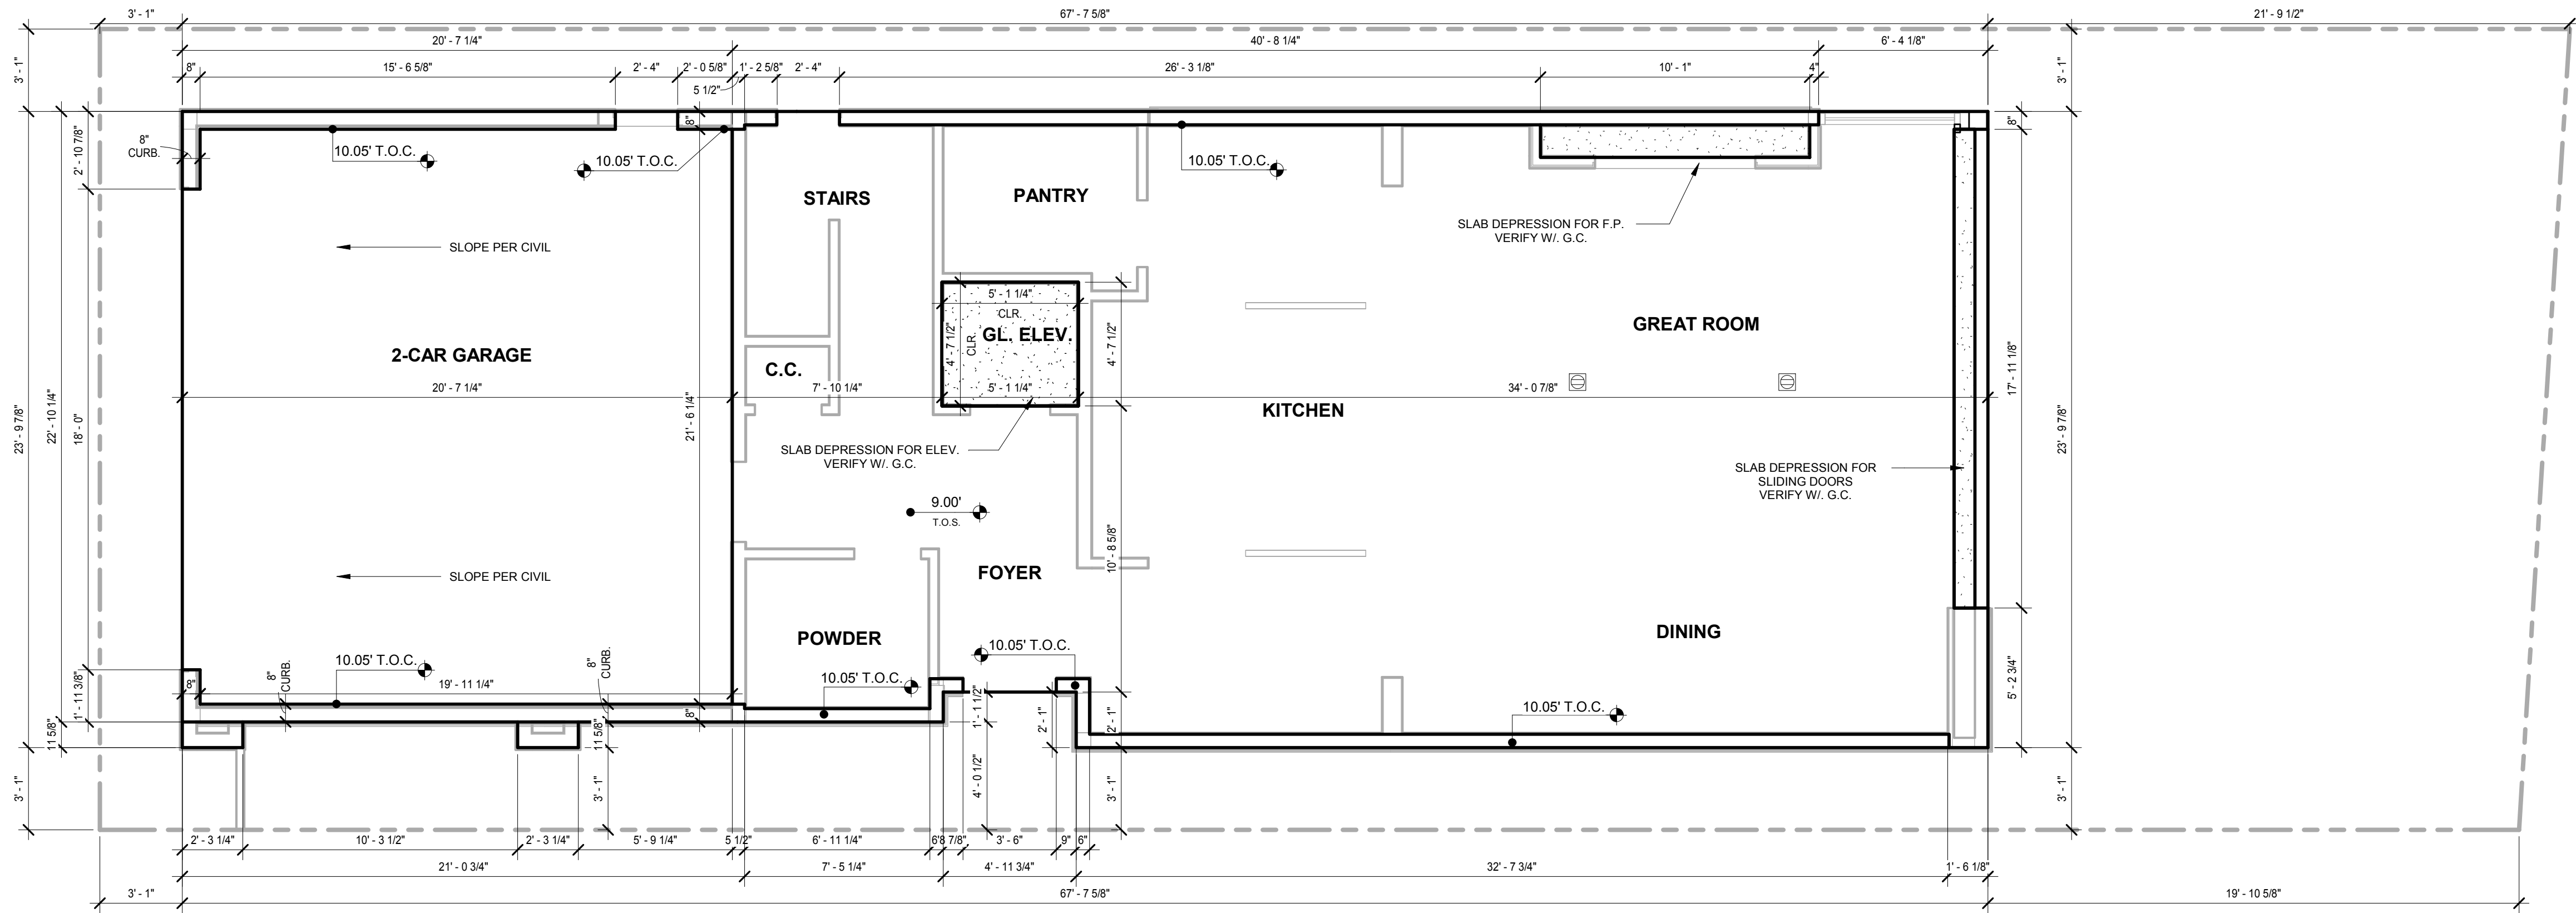 3' - 1"
67' - 7 5/8"
21' - 9 1/2"
20' - 7 1/4"
40' - 8 1/4"
6' - 4 1/8"
8"
15' - 6 5/8"
2' - 4"
2' - 0 5/8"
1' - 2 5/8"
2' - 4"
26' - 3 1/8"
10' - 1"
4"
5 1/2"
3' - 1"
3' - 1"
8"
8"
2' - 10 7/8"
8"
CURB.
10.05' T.O.C.
10.05' T.O.C.
10.05' T.O.C.
STAIRS
PANTRY
SLAB DEPRESSION FOR F.P.
VERIFY W/. G.C.
SLOPE PER CIVIL
5' - 1 1/4"
CLR.
4' - 7 1/2"
CLR.
GL. ELEV.
4' - 7 1/2"
GREAT ROOM
2-CAR GARAGE
C.C.
17' - 11 1/8"
20' - 7 1/4"
7' - 10 1/4"
5' - 1 1/4"
34' - 0 7/8"
KITCHEN
23' - 9 7/8"
22' - 10 1/4"
18' - 0"
21' - 6 1/4"
23' - 9 7/8"
SLAB DEPRESSION FOR ELEV.
VERIFY W/. G.C.
SLAB DEPRESSION FOR
SLIDING DOORS
VERIFY W/. G.C.
9.00'
T.O.S.
10' - 8 5/8"
SLOPE PER CIVIL
FOYER
POWDER
DINING
10.05' T.O.C.
10.05' T.O.C.
8"
CURB.
8"
CURB.
8"
19' - 11 1/4"
10.05' T.O.C.
10.05' T.O.C.
1' - 11 3/8"
11 5/8"
8"
11 5/8"
1' - 1 1/2"
2' - 1"
2' - 1"
5' - 2 3/4"
3' - 1"
3' - 1"
4' - 0 1/2"
3' - 1"
3' - 1"
2' - 3 1/4"
10' - 3 1/2"
2' - 3 1/4"
5' - 9 1/4"
5 1/2"
6' - 11 1/4"
6"
8 7/8"
3' - 6"
9"
6"
21' - 0 3/4"
7' - 5 1/4"
4' - 11 3/4"
32' - 7 3/4"
1' - 6 1/8"
3' - 1"
67' - 7 5/8"
19' - 10 5/8"